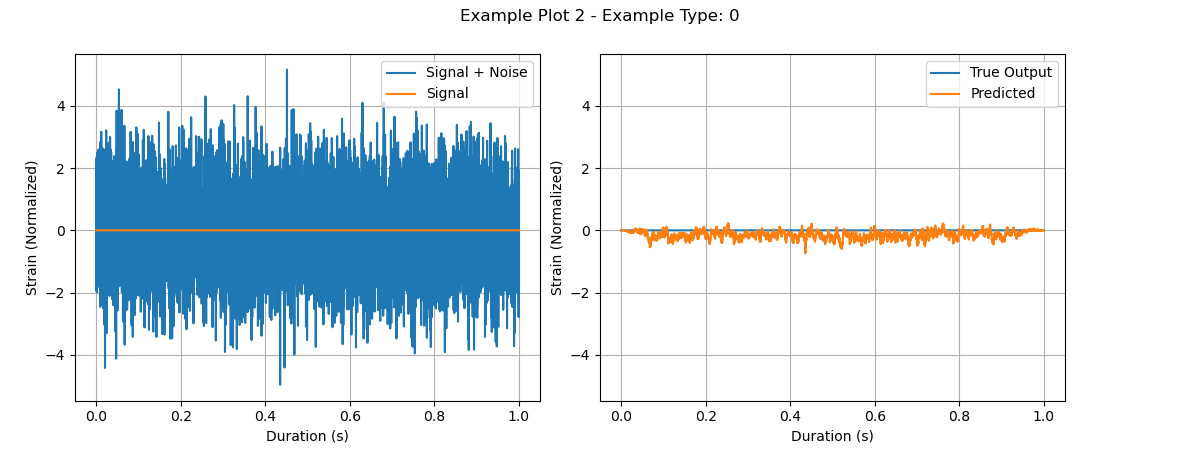 Example Plot 2 - Example Type: 0
Signal + Noise
Signal
4
2
0
−2
−4
0.0 0.2 0.4 0.6 0.8 1.0
Duration (s)
Strain (Normalized)
True Output
Predicted
4
2
0
−2
−4
0.0 0.2 0.4 0.6 0.8 1.0
Duration (s)
Strain (Normalized)